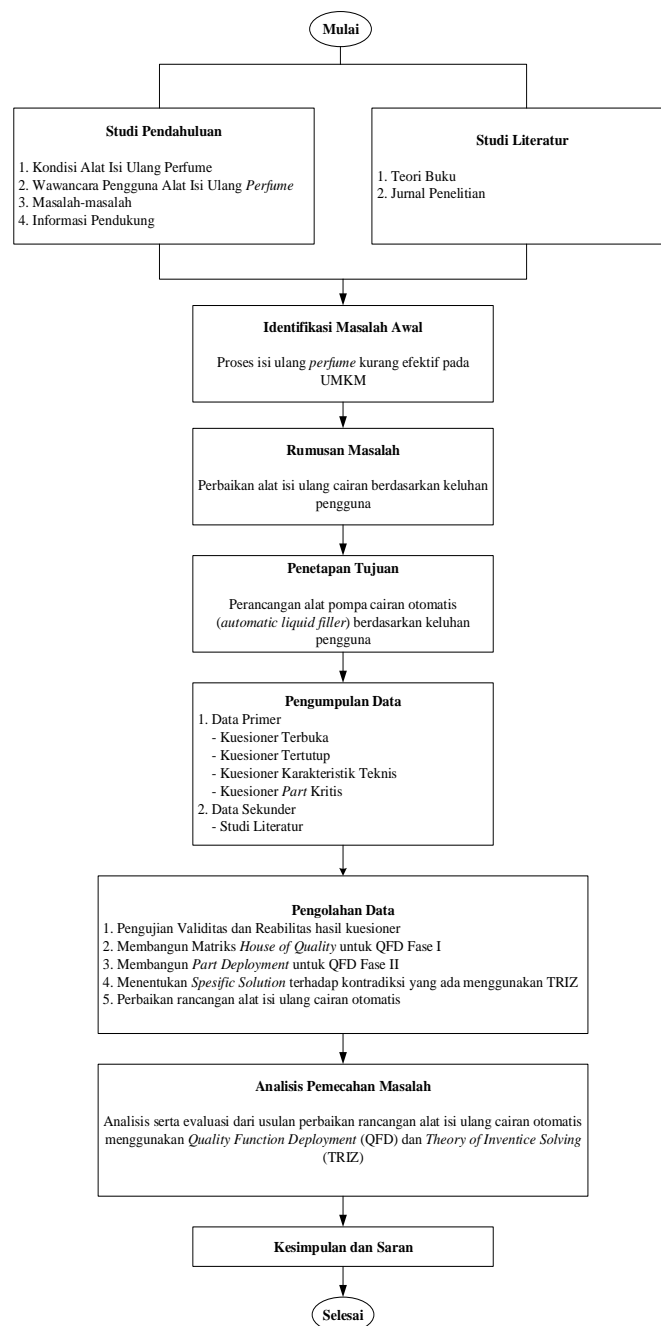 Mulai
Studi Pendahuluan
1. Kondisi Alat Isi Ulang Perfume
2. Wawancara Pengguna Alat Isi Ulang Perfume
3. Masalah-masalah
4. Informasi Pendukung
Studi Literatur
1. Teori Buku
2. Jurnal Penelitian
Identifikasi Masalah Awal
Proses isi ulang perfume kurang efektif pada
UMKM
Rumusan Masalah
Perbaikan alat isi ulang cairan berdasarkan keluhan
pengguna
Penetapan Tujuan
Perancangan alat pompa cairan otomatis
(automatic liquid filler) berdasarkan keluhan
pengguna
Pengumpulan Data
1. Data Primer
- Kuesioner Terbuka
- Kuesioner Tertutup
- Kuesioner Karakteristik Teknis
- Kuesioner Part Kritis
2. Data Sekunder
- Studi Literatur
Pengolahan Data
1. Pengujian Validitas dan Reabilitas hasil kuesioner
2. Membangun Matriks House of Quality untuk QFD Fase I
3. Membangun Part Deployment untuk QFD Fase II
4. Menentukan Spesific Solution terhadap kontradiksi yang ada menggunakan TRIZ
5. Perbaikan rancangan alat isi ulang cairan otomatis
Analisis Pemecahan Masalah
Analisis serta evaluasi dari usulan perbaikan rancangan alat isi ulang cairan otomatis
menggunakan Quality Function Deployment (QFD) dan Theory of Inventice Solving
(TRIZ)
Kesimpulan dan Saran
Selesai